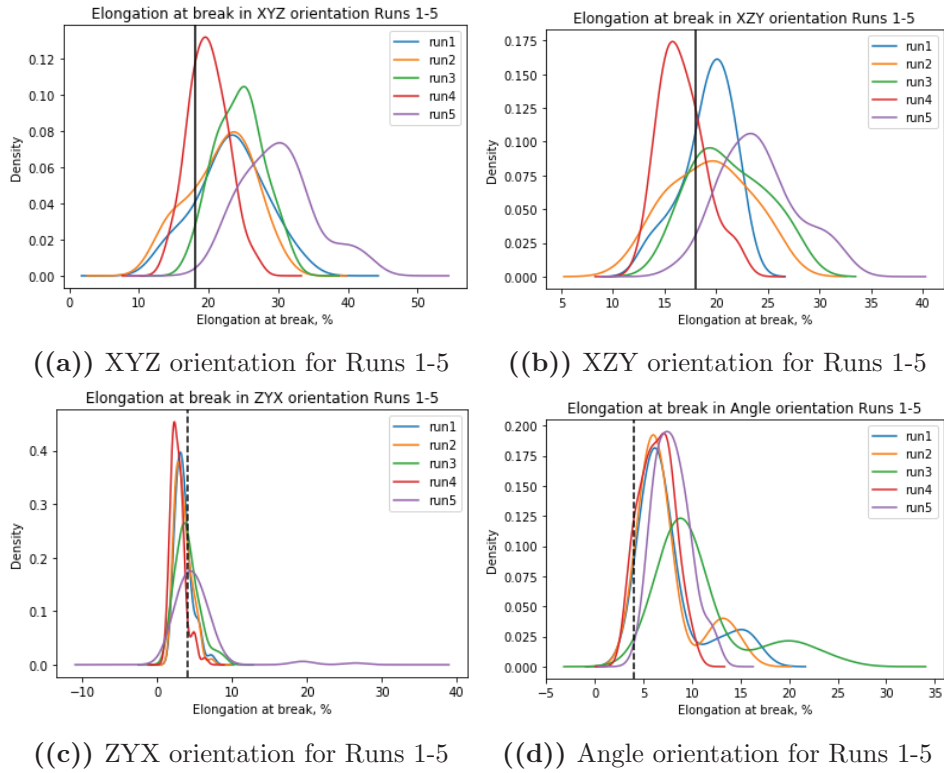 Elongation at break in XYZ orientation Runs 1-5
0.12
0.10
0.08
0.06
0.04
0.02
0.00
Density
run1
run2
run3
run4
run5
0
10
20
30
40
50
Elongation at break, %
((a)) XYZ orientation for Runs 1-5
Elongation at break in XZY orientation Runs 1-5
0.175
0.150
0.125
0.100
0.075
0.050
0.025
0.000
Density
run1
run2
run3
run4
run5
5
10
15
20
25
30
35
40
Elongation at break, %
((b)) XZY orientation for Runs 1-5
Elongation at break in ZYX orientation Runs 1-5
0.4
0.3
0.2
0.1
0.0
Density
run1
run2
run3
run4
run5
−10
0
10
20
30
40
Elongation at break, %
((c)) ZYX orientation for Runs 1-5
Elongation at break in Angle orientation Runs 1-5
0.200
0.175
0.150
0.125
0.100
0.075
0.050
0.025
0.000
Density
run1
run2
run3
run4
run5
−5
0
5
10
15
20
25
30
35
Elongation at break, %
((d)) Angle orientation for Runs 1-5